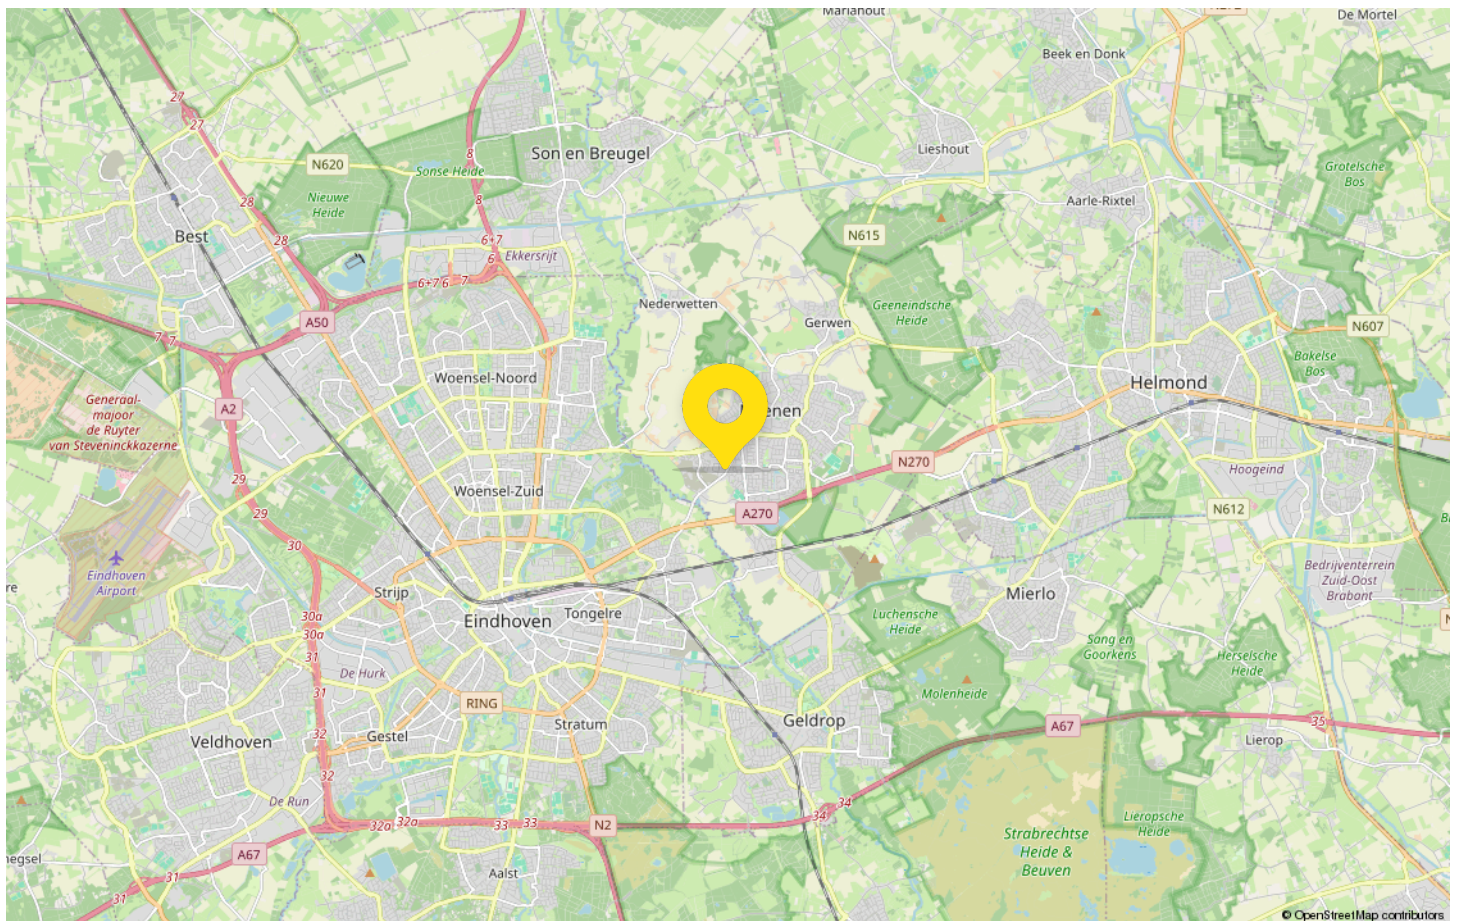 Mariahout
De Mortel
Beek en Donk
27
27
N620
Sonse Heide
8
Son en Breugel
Lieshout
Grotelsche
Bos
Nieuwe
Heide
28
8
Aarle-Rixtel
Best
28
6+7
6
Ekkersrijt
N615
6+7
6
7
Nederwetten
Geeneindsche
Heide
A50
Gerwen
N607
7
7
Woensel-Noord
Bakelse
Bos
Helmond
Generaal-
majoor
de Ruyter
van Steveninckkazerne
A2
N270
Hoogeind
29
Woensel-Zuid
A270
N612
29
30
Eindhoven
Airport
Strijp
Bedrijventerrein
Zuid-Oost
Brabant
Mierlo
30a
30a
Eindhoven
Tongelre
Luchensche
Heide
31
De Hurk
Sang en
Goorkens
Herselsche
Heide
31
RING
Molenheide
Stratum
Geldrop
A67
35
32
Gestel
Veldhoven
Lierop
32
De Run
34
34
32a
32a
33
33
N2
Lieropsche
Heide
Strabrechtse
Heide &
Beuven
A67
Aalst
31
31
© OpenStreetMap contributors